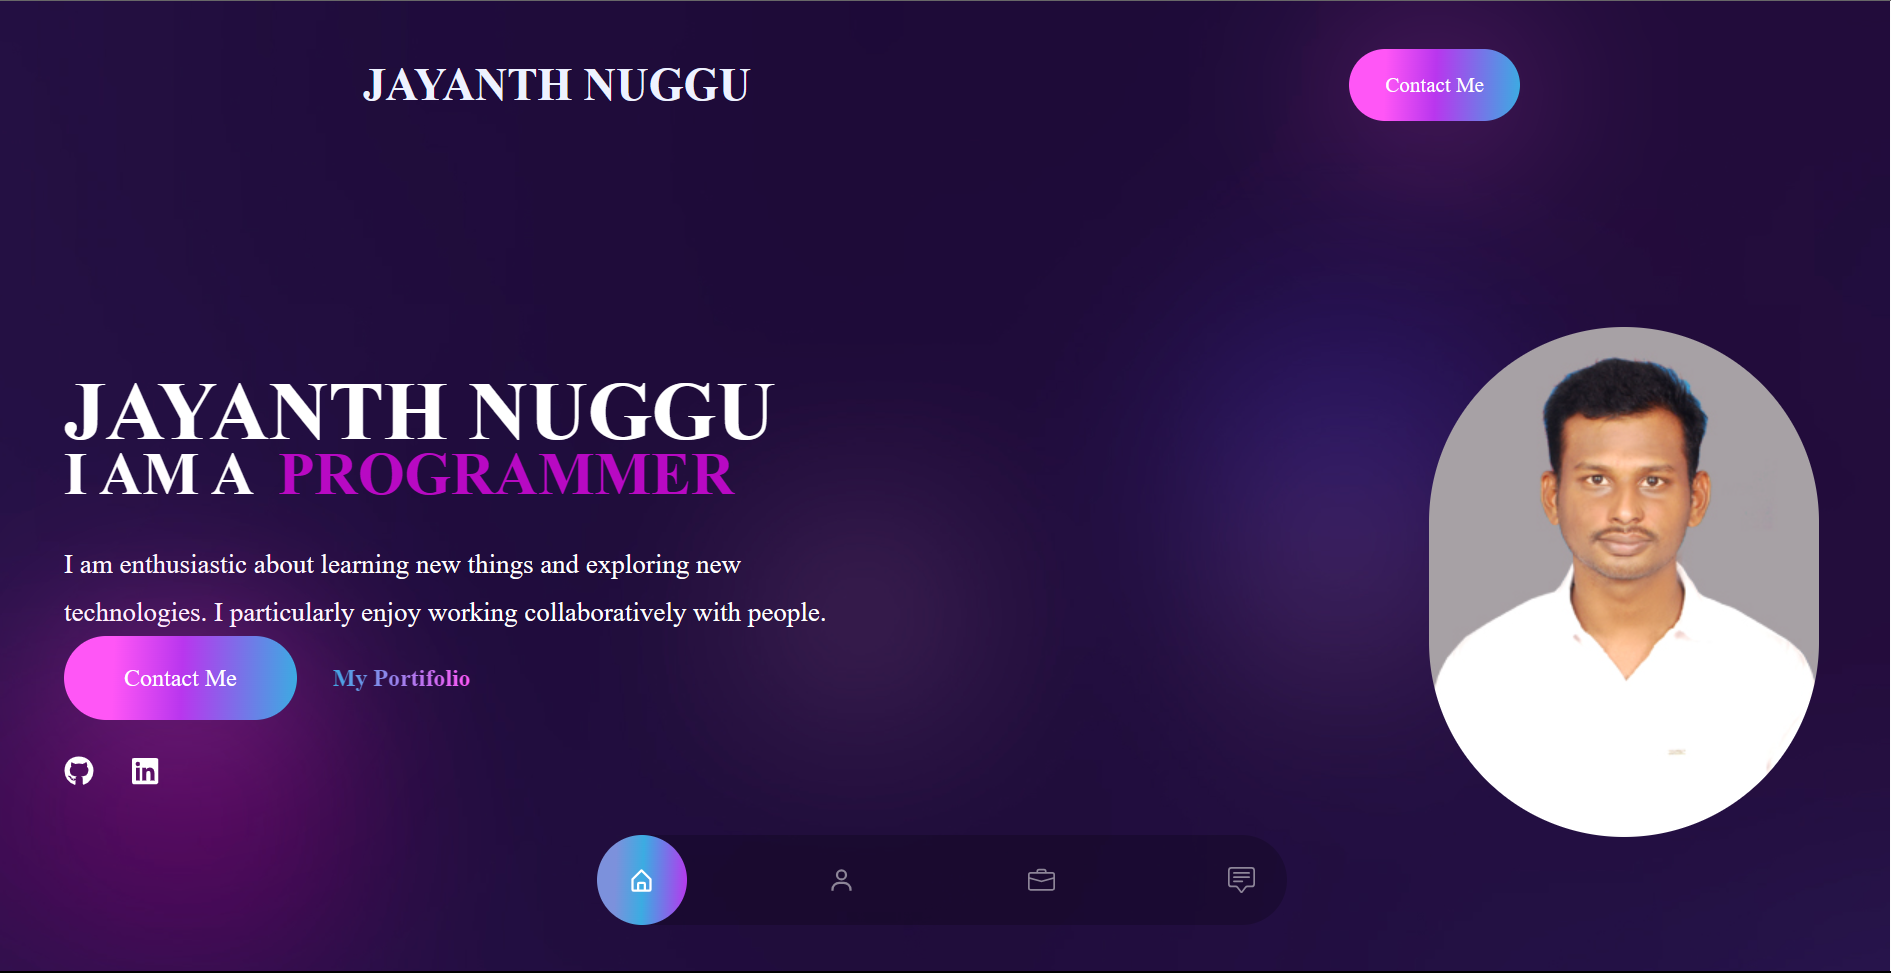 JAYANTH NUGGU
Contact Me
JAYANTH NUGGU
I AM A PROGRAMMER
I am enthusiastic about learning new things and exploring new
technologies. I particularly enjoy working collaboratively with people.
Contact Me
My Portifolio
in